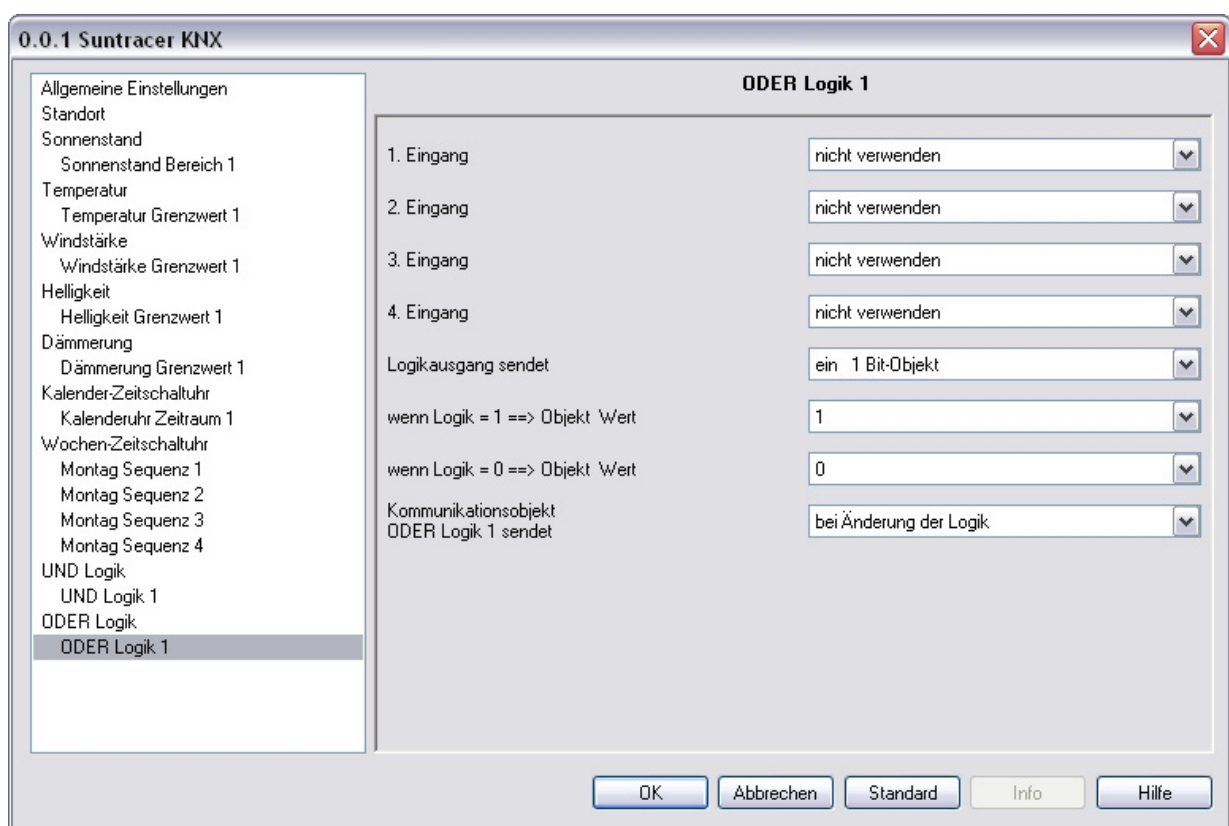 0.0.1 Suntracer KNX
Allgemeine Einstellungen
Standort
Sonnenstand
Sonnenstand Bereich 1
Temperatur
Temperatur Grenzwert 1
Windstärke
Windstärke Grenzwert 1
Helligkeit
Helligkeit Grenzwert 1
Dämmerung
Dämmerung Grenzwert 1
Kalender-Zeitschaltuhr
Kalenderuhr Zeitraum 1
Wochen-Zeitschaltuhr
Montag Sequenz 1
Montag Sequenz 2
Montag Sequenz 3
Montag Sequenz 4
UND Logik
UND Logik 1
ODER Logik
ODER Logik 1
ODER Logik 1
1. Eingang nicht verwenden
2. Eingang nicht verwenden
3. Eingang nicht verwenden
4. Eingang nicht verwenden
Logikausgang sendet ein 1 Bit-Objekt
wenn Logik = 1 ==> Objekt Wert 1
wenn Logik = 0 ==> Objekt Wert 0
Kommunikationsobjekt
ODER Logik 1 sendet bei Änderung der Logik
OK Abbrechen Standard Info Hilfe